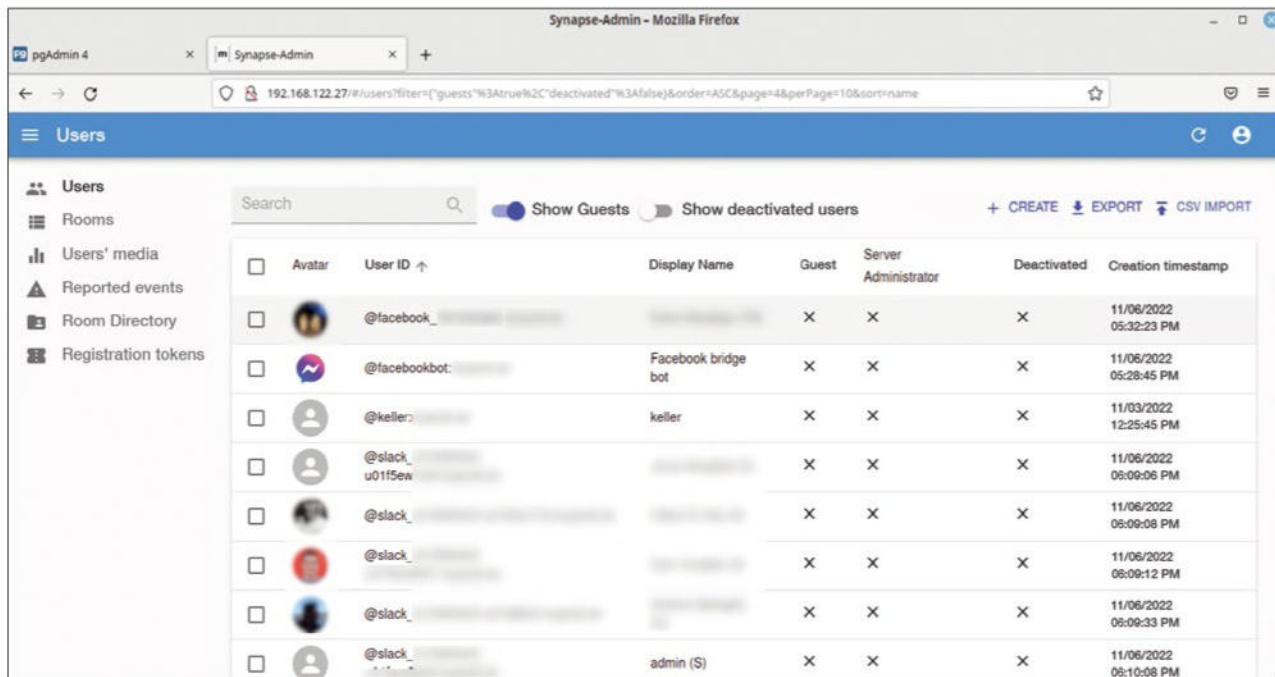 Synapse-Admin – Mozilla Firefox
pgAdmin 4
Synapse-Admin
192.168.122.27/#/users?filter={"guests"%3Atrue%2C"deactivated"%3Afalse}&order=ASC&page=4&perPage=10&sort=name
Users
Users
Rooms
Users' media
Reported events
Room Directory
Registration tokens
Search
Show Guests
Show deactivated users
+ CREATE
EXPORT
CSV IMPORT
Avatar
User ID ↑
Display Name
Guest
Server
Administrator
Deactivated
Creation timestamp
@facebook_
11/06/2022
05:32:23 PM
@facebookbot:
Facebook bridge
bot
11/06/2022
05:28:45 PM
@keller:
keller
11/03/2022
12:25:45 PM
@slack_
u01f5ew
11/06/2022
06:09:06 PM
@slack_
11/06/2022
06:09:08 PM
@slack_
11/06/2022
06:09:12 PM
@slack_
11/06/2022
06:09:33 PM
@slack_
admin (S)
11/06/2022
06:10:08 PM